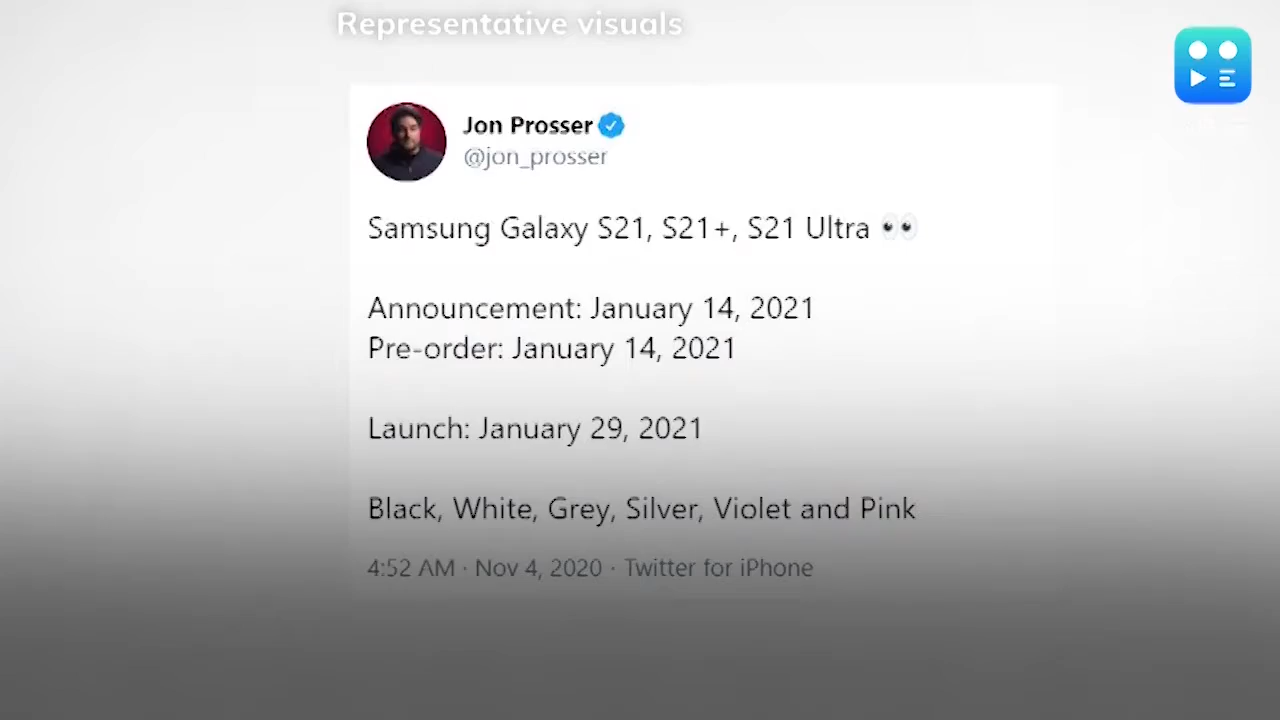 Representative visuals
Jon Prosser
@jon_prosser
Samsung Galaxy S21, S21+, S21 Ultra 👀
Announcement: January 14, 2021
Pre-order: January 14, 2021
Launch: January 29, 2021
Black, White, Grey, Silver, Violet and Pink
4:52 AM · Nov 4, 2020 · Twitter for iPhone